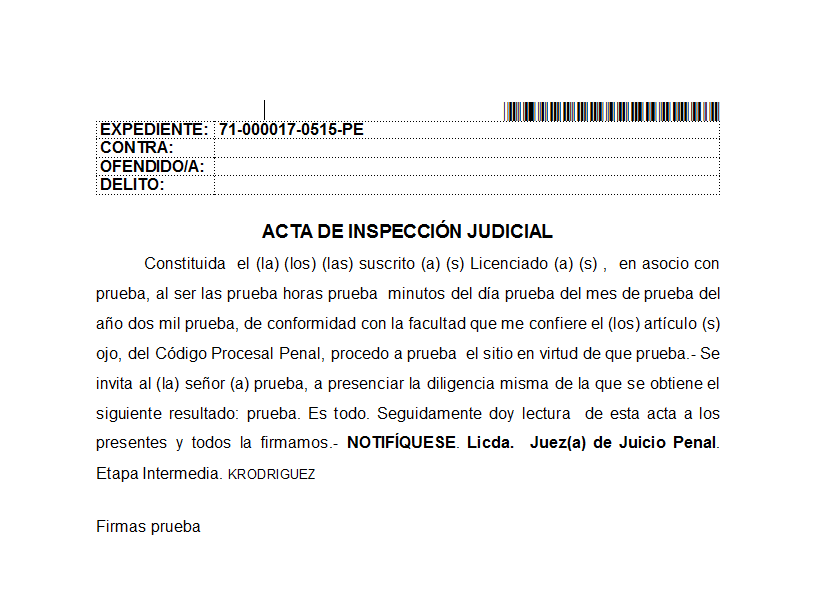 EXPEDIENTE: 71-000017-0515-PE
CONTRA:
OFENDIDO/A:
DELITO:
ACTA DE INSPECCIÓN JUDICIAL
Constituida el (la) (los) (las) suscrito (a) (s) Licenciado (a) (s) , en asocio con
prueba, al ser las prueba horas prueba minutos del día prueba del mes de prueba del
año dos mil prueba, de conformidad con la facultad que me confiere el (los) artículo (s)
ojo, del Código Procesal Penal, procedo a prueba el sitio en virtud de que prueba.- Se
invita al (la) señor (a) prueba, a presenciar la diligencia misma de la que se obtiene el
siguiente resultado: prueba. Es todo. Seguidamente doy lectura de esta acta a los
presentes y todos la firmamos.- NOTIFÍQUESE. Licda. Juez(a) de Juicio Penal.
Etapa Intermedia. KRODRIGUEZ
Firmas prueba